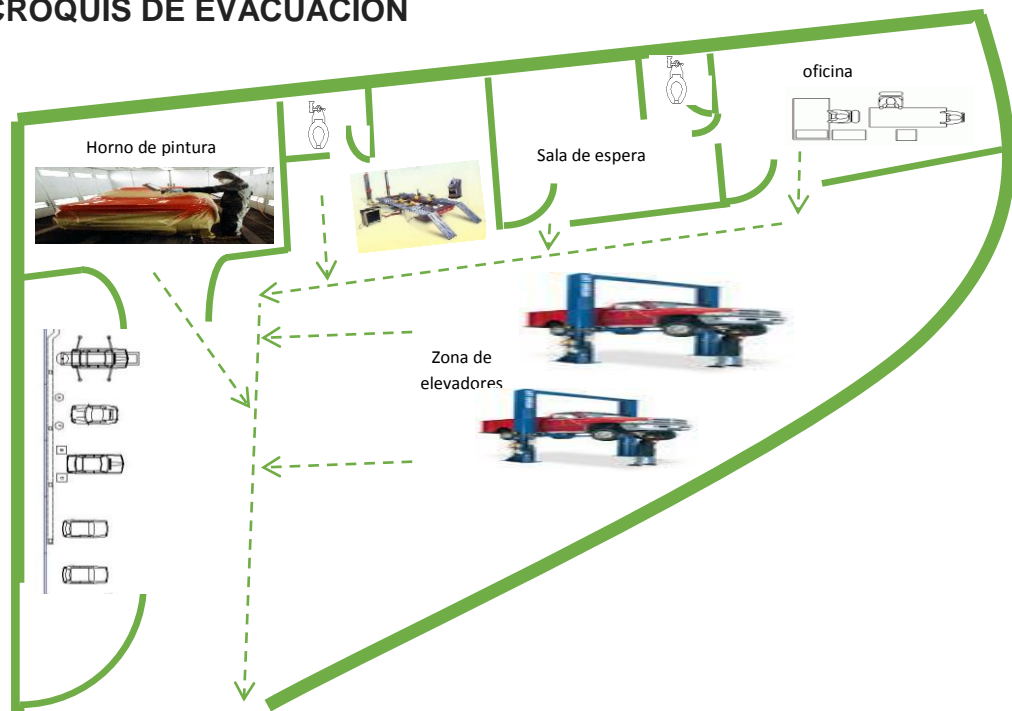 CROQUIS DE EVACUACIÓN
oficina
Horno de pintura
Sala de espera
Zona de
elevadores